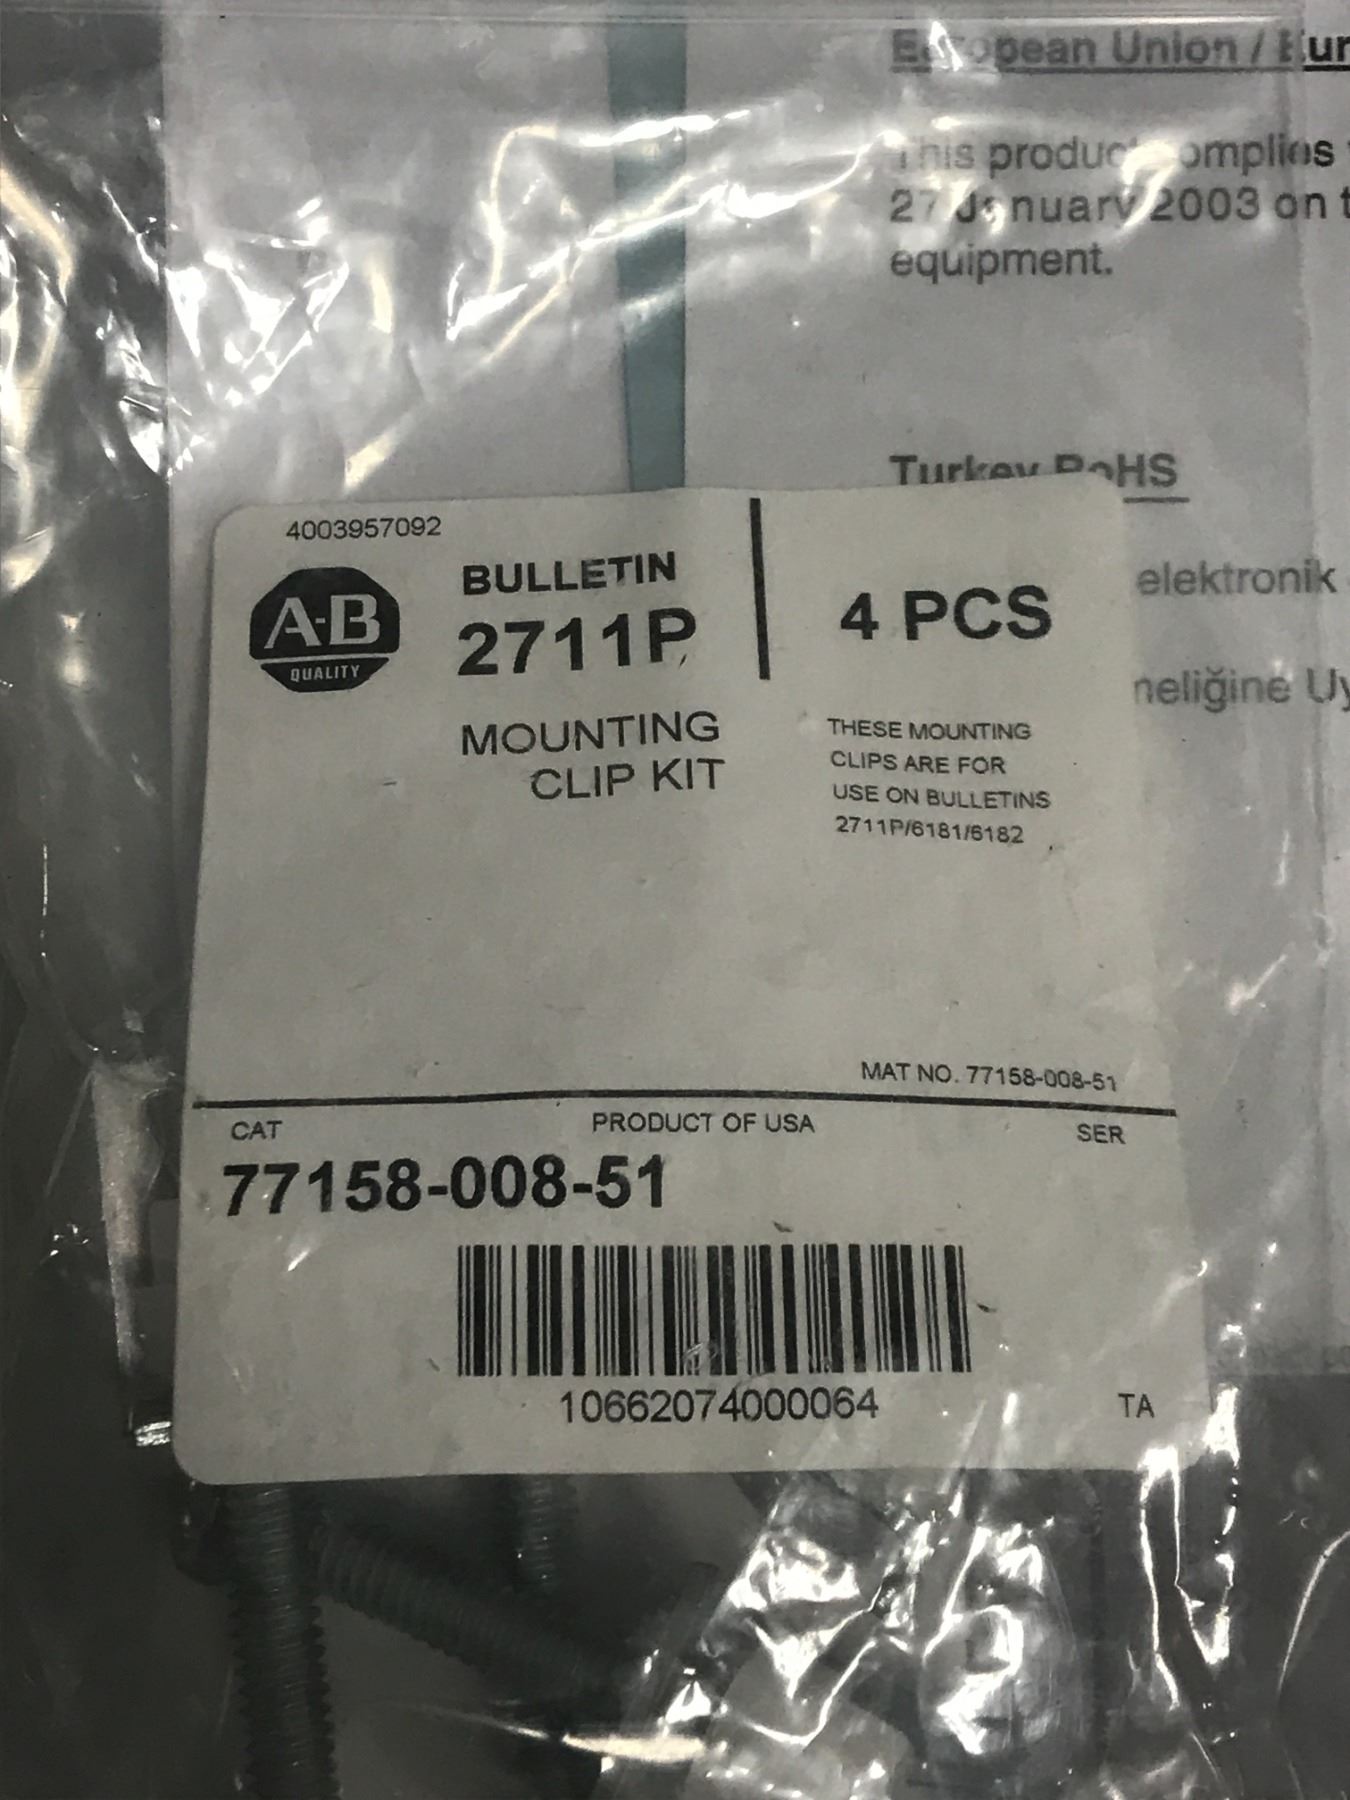 European Union / Eur
This product complies
27 January 2003 on t
equipment.
Turkey RoHS
elektronik
neliğine Uy
4003957092
A-B
QUALITY
BULLETIN
2711P
4 PCS
MOUNTING
CLIP KIT
THESE MOUNTING
CLIPS ARE FOR
USE ON BULLETINS
2711P/6181/6182
MAT NO. 77158-008-51
CAT
PRODUCT OF USA
SER
77158-008-51
10662074000064
TA